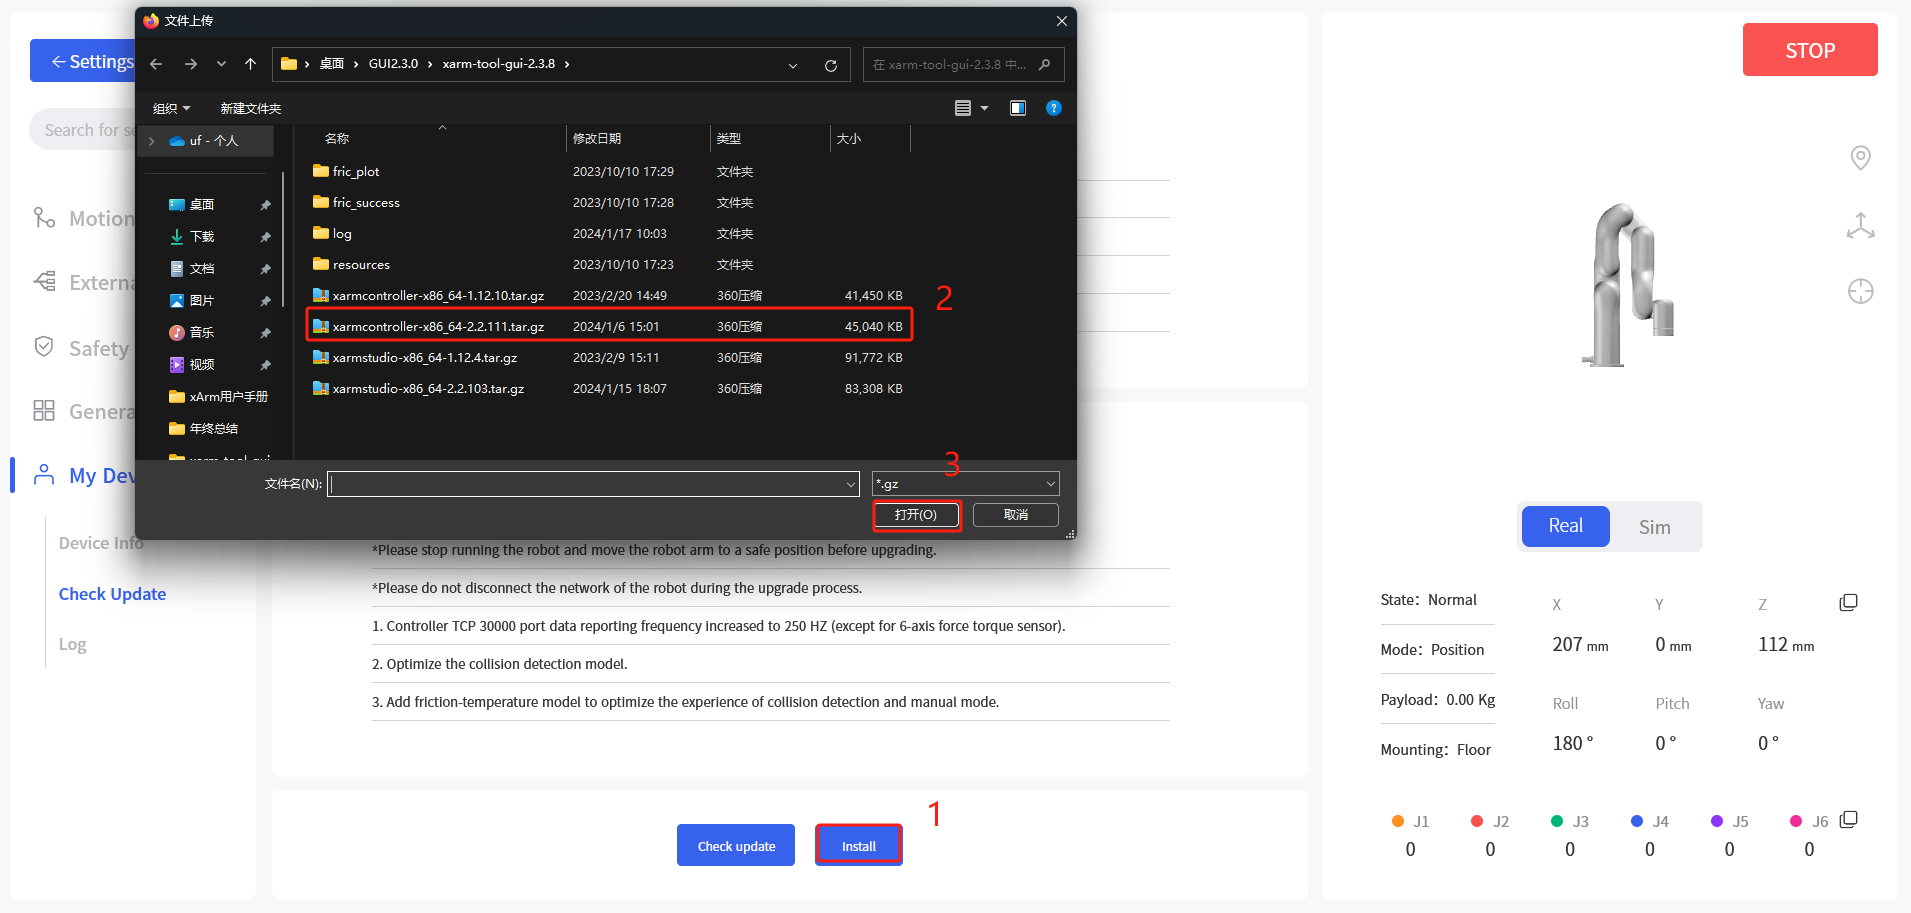 文件上传
Settings
桌面 › GUI2.3.0 › xarm-tool-gui-2.3.8 ›
在 xarm-tool-gui-2.3.8 中...
STOP
组织
新建文件夹
Search for se
uf - 个人
名称 修改日期 类型 大小
桌面
下载
文档
图片
音乐
视频
xArm用户手册
年终总结
xarm-tool-gui
fric_plot 2023/10/10 17:29 文件夹
fric_success 2023/10/10 17:28 文件夹
log 2024/1/17 10:03 文件夹
resources 2023/10/10 17:23 文件夹
xarmcontroller-x86_64-1.12.10.tar.gz 2023/2/20 14:49 360压缩 41,450 KB
2
xarmcontroller-x86_64-2.2.111.tar.gz 2024/1/6 15:01 360压缩 45,040 KB
xarmstudio-x86_64-1.12.4.tar.gz 2023/2/9 15:11 360压缩 91,772 KB
xarmstudio-x86_64-2.2.103.tar.gz 2024/1/15 18:07 360压缩 83,308 KB
3
文件名(N):
*.gz
打开(O)
取消
Motion
Externa
Safety
Genera
My Dev
Device Info
Check Update
Log
*Please stop running the robot and move the robot arm to a safe position before upgrading.
*Please do not disconnect the network of the robot during the upgrade process.
1. Controller TCP 30000 port data reporting frequency increased to 250 HZ (except for 6-axis force torque sensor).
2. Optimize the collision detection model.
3. Add friction-temperature model to optimize the experience of collision detection and manual mode.
1
Check update
Install
Real
Sim
State：Normal
Mode：Position
Payload：0.00 Kg
Mounting：Floor
X Y Z
207 mm 0 mm 112 mm
Roll Pitch Yaw
180 ° 0 ° 0 °
J1 J2 J3 J4 J5 J6
0 0 0 0 0 0